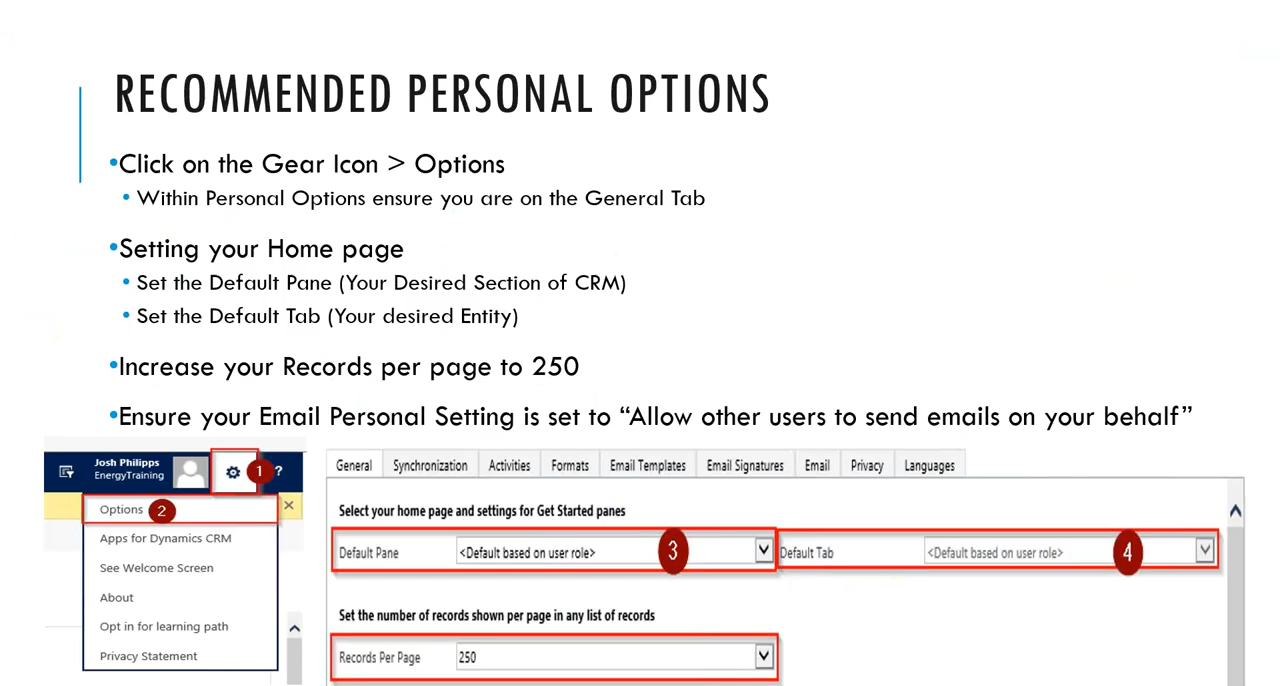 RECOMMENDED PERSONAL OPTIONS
•Click on the Gear Icon > Options
• Within Personal Options ensure you are on the General Tab
•Setting your Home page
• Set the Default Pane (Your Desired Section of CRM)
• Set the Default Tab (Your desired Entity)
•Increase your Records per page to 250
•Ensure your Email Personal Setting is set to “Allow other users to send emails on your behalf”
Josh Philipps
EnergyTraining
1 ?
Options 2
Apps for Dynamics CRM
See Welcome Screen
About
Opt in for learning path
Privacy Statement
General Synchronization Activities Formats Email Templates Email Signatures Email Privacy Languages
Select your home page and settings for Get Started panes
Default Pane <Default based on user role> 3 Default Tab <Default based on user role> 4
Set the number of records shown per page in any list of records
Records Per Page 250